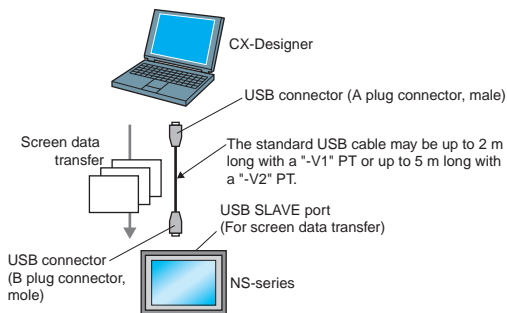 CX-Designer
USB connector (A plug connector, male)
Screen data
transfer
The standard USB cable may be up to 2 m
long with a "-V1" PT or up to 5 m long with
a "-V2" PT.
USB SLAVE port
(For screen data transfer)
USB connector
(B plug connector,
mole)
NS-series